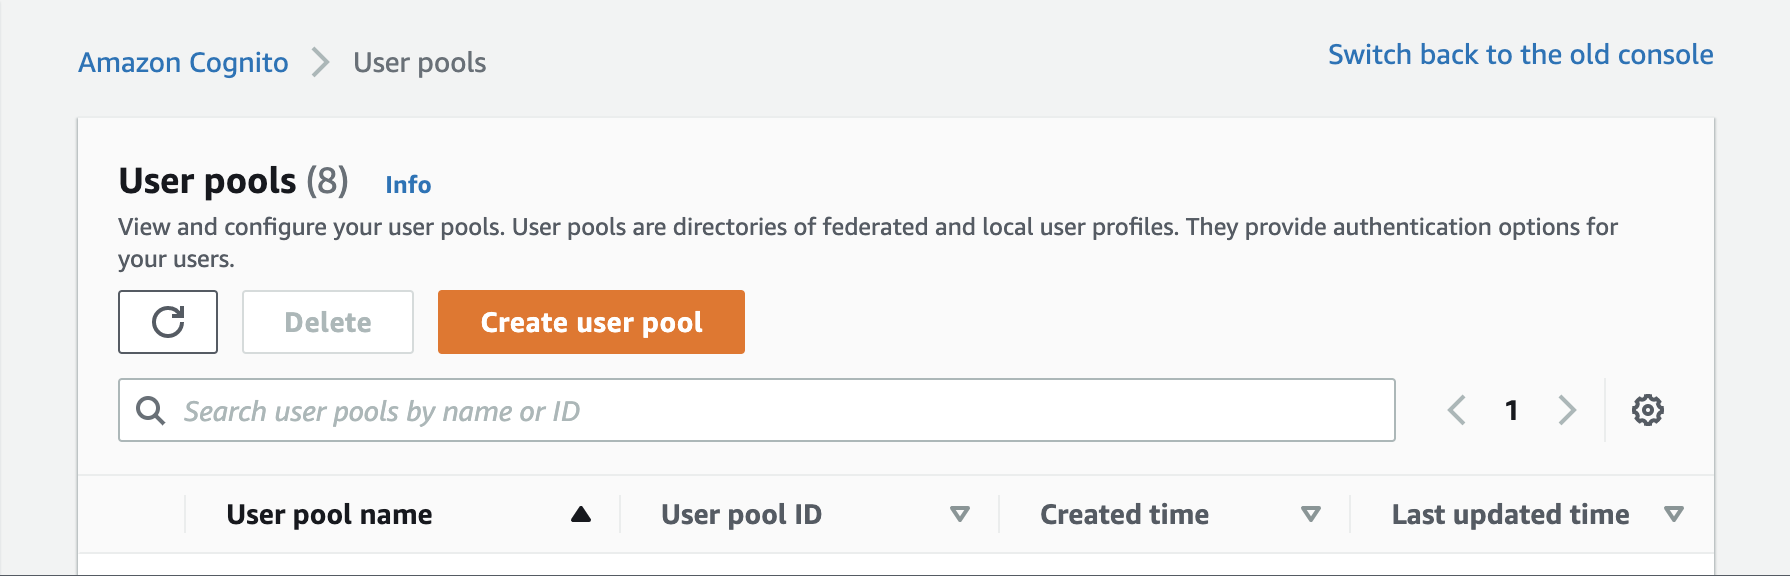 Amazon Cognito User pools
Switch back to the old console
User pools (8) Info
View and configure your user pools. User pools are directories of federated and local user profiles. They provide authentication options for
your users.
Delete Create user pool
Search user pools by name or ID 1
User pool name User pool ID Created time Last updated time